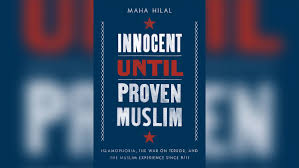 MAHA HILAL
INNOCENT
UNTIL
PROVEN
MUSLIM
ISLAMOPHOBIA, THE WAR ON TERROR, AND
THE MUSLIM EXPERIENCE SINCE 9/11